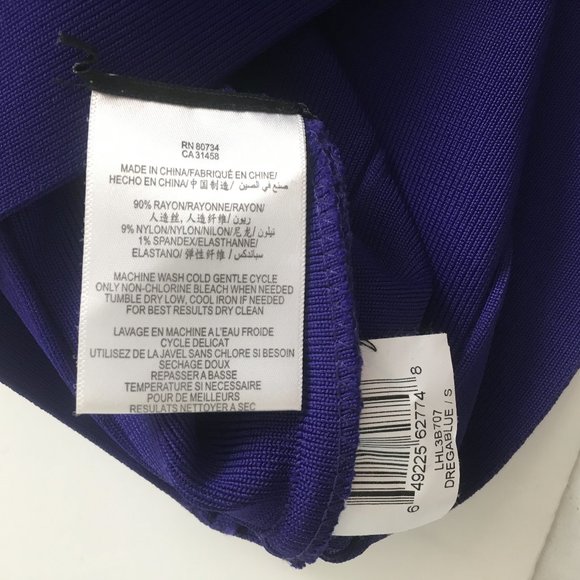 RN 80734
CA 31458
MADE IN CHINA/FABRIQUÉ EN CHINE/
HECHO EN CHINA/中国制造/ صنع في الصين
90% RAYON/RAYONNE/RAYON/
人造丝, 人造纤维/ريون/
9% NYLON/NYLON/NILON/尼龙/ نيلون/
1% SPANDEX/ELASTHANNE/
ELASTANO/ 弹性纤维/ سباندكس
MACHINE WASH COLD GENTLE CYCLE
ONLY NON-CHLORINE BLEACH WHEN NEEDED
TUMBLE DRY LOW, COOL IRON IF NEEDED
FOR BEST RESULTS DRY CLEAN
LAVAGE EN MACHINE A L'EAU FROIDE
CYCLE DELICAT
UTILISEZ DE LA JAVEL SANS CHLORE SI BESOIN
SECHAGE DOUX
REPASSER A BASSE
TEMPERATURE SI NECESSAIRE
POUR DE MEILLEURS
RESULATS NETTOYER A SEC
6 49225 62774 8
LHL3B707
DREGABLUE / S